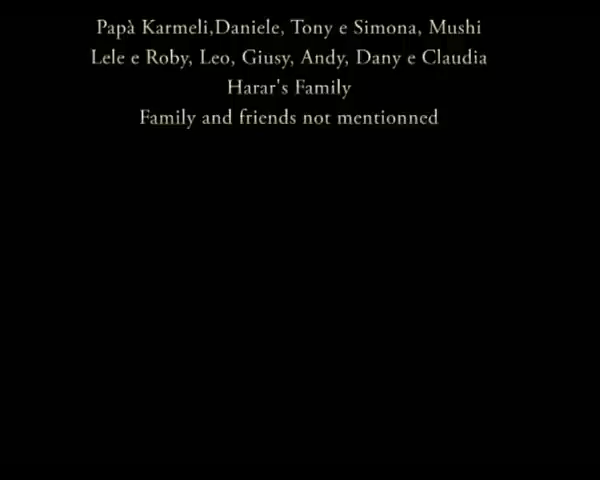 Papà Karmeli,Daniele, Tony e Simona, Mushi
Lele e Roby, Leo, Giusy, Andy, Dany e Claudia
Harar's Family
Family and friends not mentionned